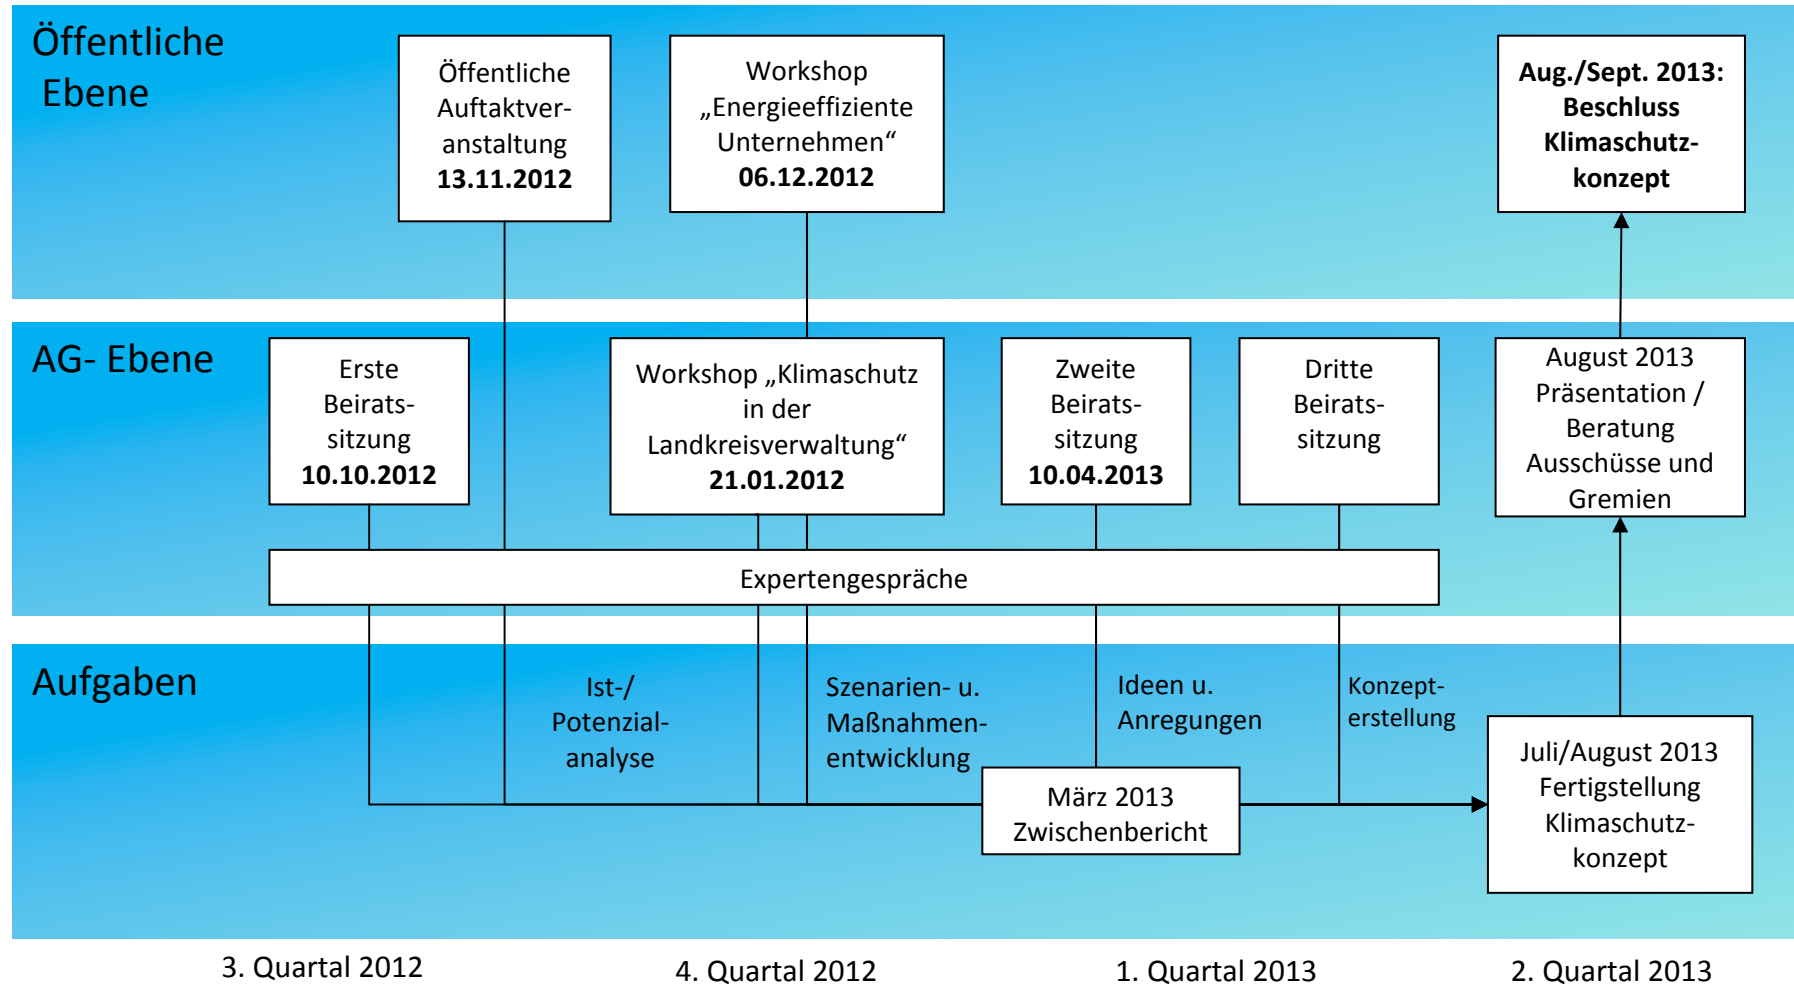 Öffentliche
Ebene
Öffentliche
Auftaktver-
anstaltung
13.11.2012
Workshop
„Energieeffiziente
Unternehmen“
06.12.2012
Aug./Sept. 2013:
Beschluss
Klimaschutz-
konzept
AG- Ebene
Erste
Beirats-
sitzung
10.10.2012
Workshop „Klimaschutz
in der
Landkreisverwaltung“
21.01.2012
Zweite
Beirats-
sitzung
10.04.2013
Dritte
Beirats-
sitzung
August 2013
Präsentation /
Beratung
Ausschüsse und
Gremien
Expertengespräche
Aufgaben
Ist-/
Potenzial-
analyse
Szenarien- u.
Maßnahmen-
entwicklung
Ideen u.
Anregungen
Konzept-
erstellung
März 2013
Zwischenbericht
Juli/August 2013
Fertigstellung
Klimaschutz-
konzept
3. Quartal 2012
4. Quartal 2012
1. Quartal 2013
2. Quartal 2013